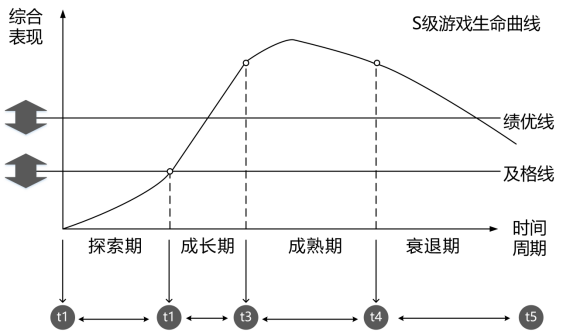 综合
表现
S级游戏生命曲线
绩优线
及格线
时间
周期
探索期 成长期 成熟期 衰退期
t1 t1 t3 t4 t5